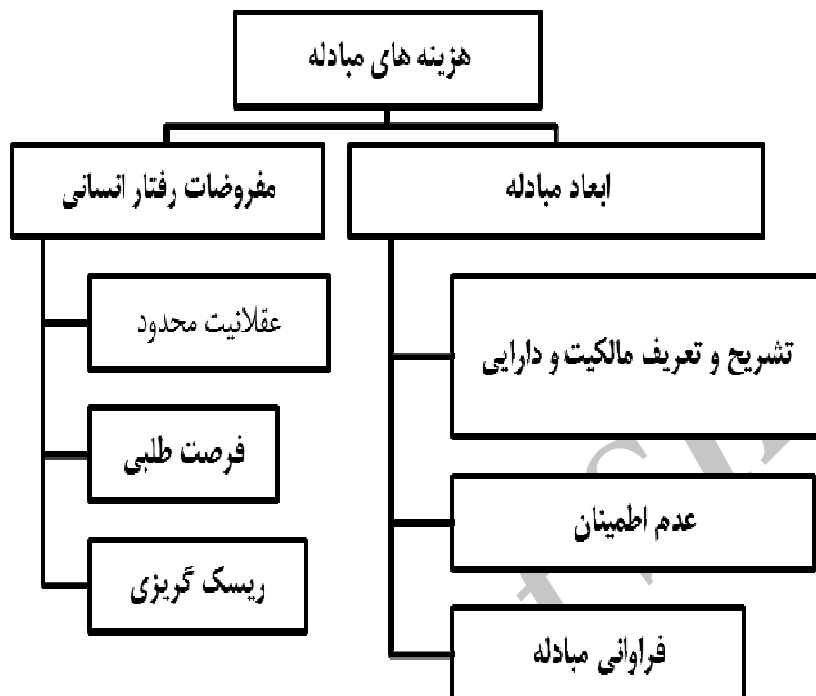 هزینه های مبادله
ابعاد مبادله
تشریح و تعریف مالکیت و دارایی
عدم اطمینان
فراوانی مبادله
مفروضات رفتار انسانی
عقلانیت محدود
فرصت طلبی
ریسک گریزی